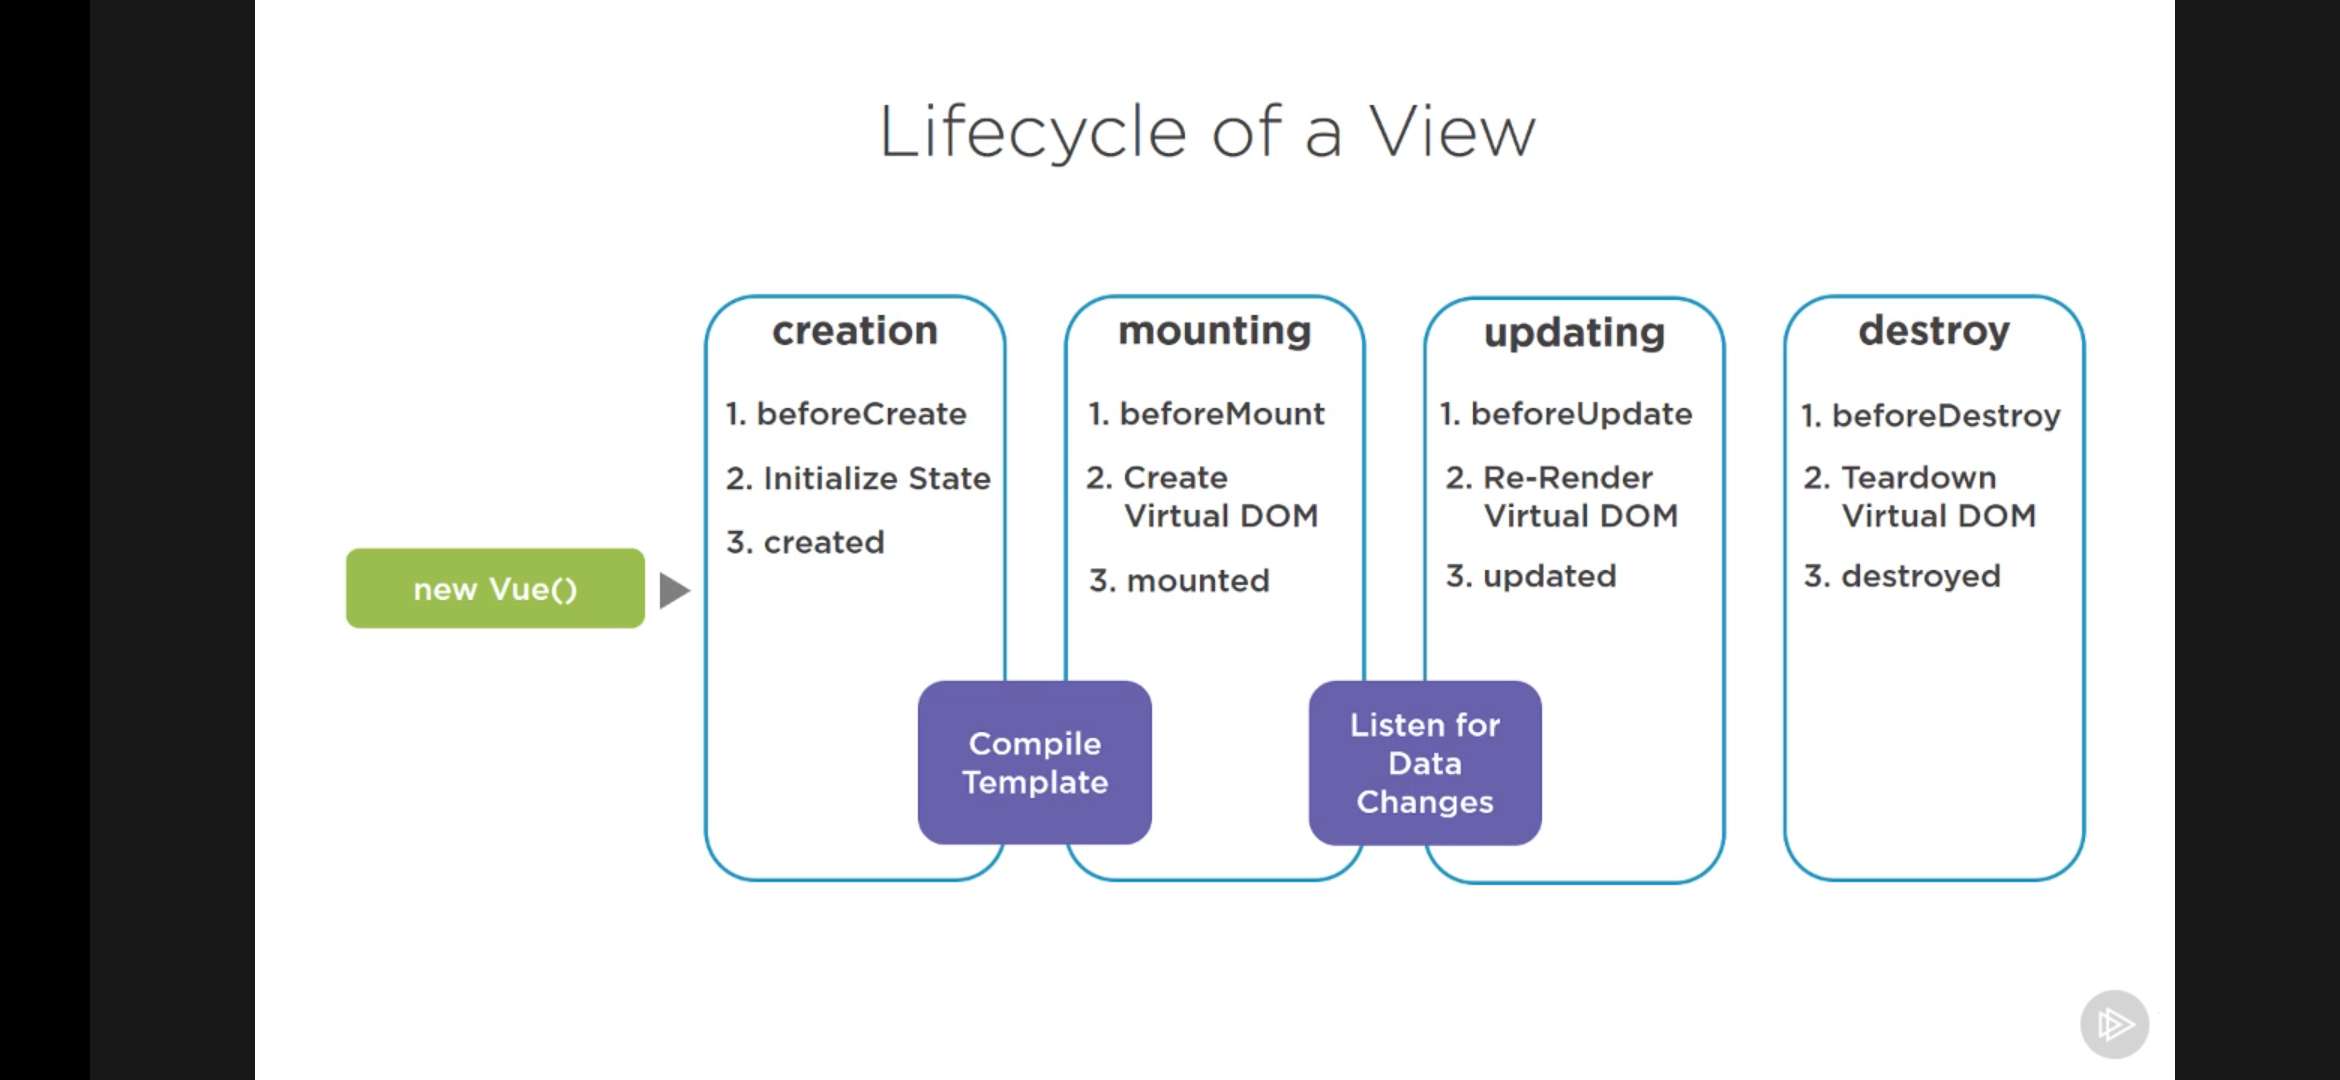 Lifecycle of a View
new Vue()
creation
1. beforeCreate
2. Initialize State
3. created
Compile
Template
mounting
1. beforeMount
2. Create
Virtual DOM
3. mounted
Listen for
Data
Changes
updating
1. beforeUpdate
2. Re-Render
Virtual DOM
3. updated
destroy
1. beforeDestroy
2. Teardown
Virtual DOM
3. destroyed